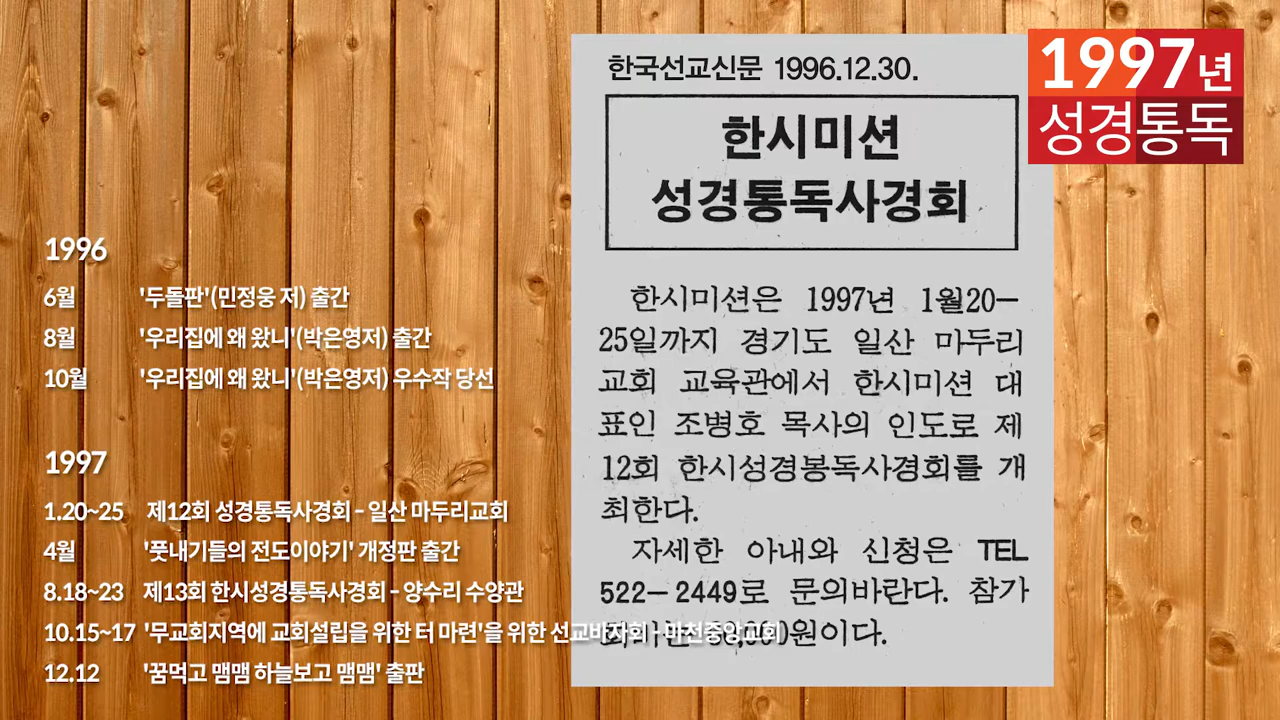 1997년
성경통독
1996
6월 '두돌판'(민정웅 저) 출간
8월 '우리집에 왜 왔니'(박은영저) 출간
10월 '우리집에 왜 왔니'(박은영저) 우수작 당선
1997
1.20~25 제12회 성경통독사경회 - 일산 마두리교회
4월 '풋내기들의 전도이야기' 개정판 출간
8.18~23 제13회 한시성경통독사경회 - 양수리 수양관
10.15~17 '무교회지역에 교회설립을 위한 터 마련'을 위한 선교바자회 - 마천중앙교회)
12.12 '꿈먹고 맴맴 하늘보고 맴맴' 출판
한국선교신문 1996.12.30.
한시미션
성경통독사경회
한시미션은 1997년 1월20-
25일까지 경기도 일산 마두리
교회 교육관에서 한시미션 대
표인 조병호 목사의 인도로 제
12회 한시성경봉독사경회를 개
최한다.
자세한 아내와 신청은 TEL
522-2449로 문의바란다. 참가
원이다.